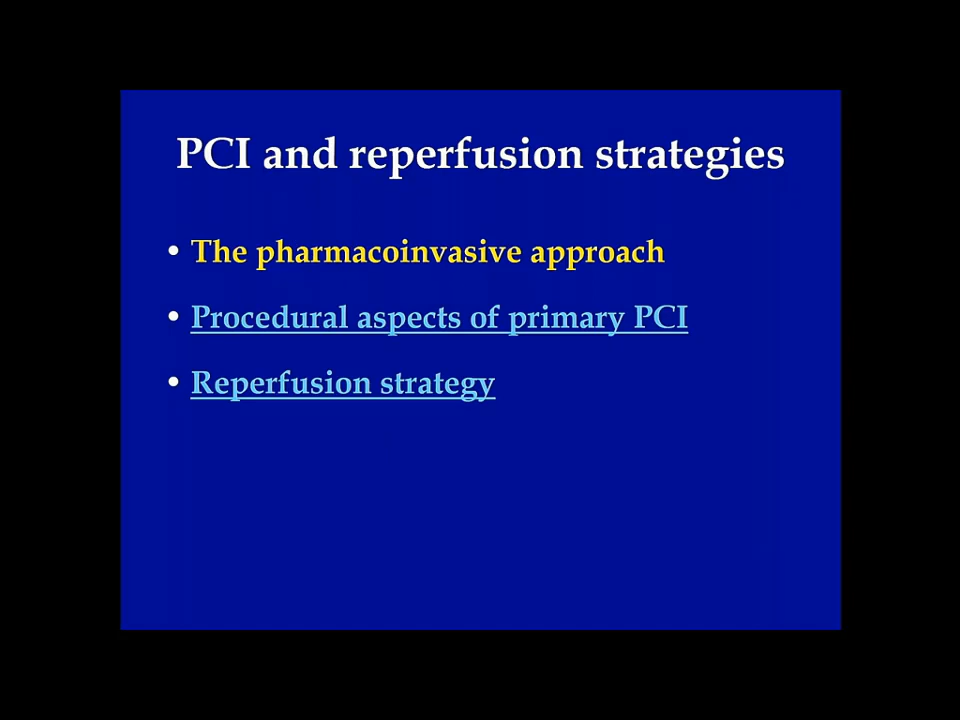 PCI and reperfusion strategies
• The pharmacoinvasive approach
• Procedural aspects of primary PCI
• Reperfusion strategy